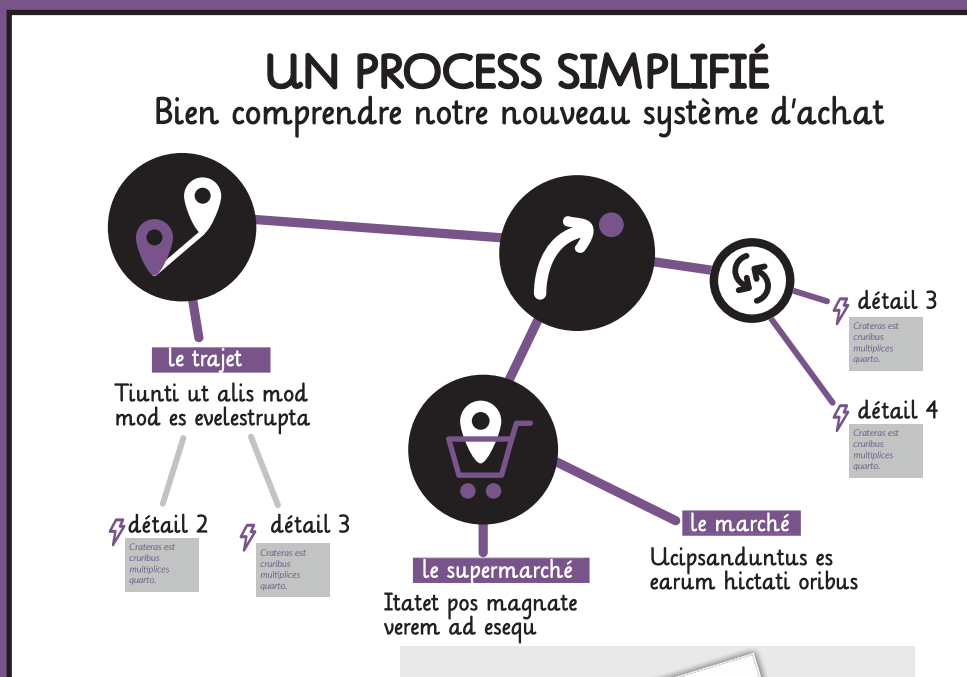 UN PROCESS SIMPLIFIÉ
Bien comprendre notre nouveau système d'achat
le trajet
Tiunti ut alis mod
mod es evelestrupta
détail 2
Crateras est
cruribus
multiplices
quarto.
détail 3
Crateras est
cruribus
multiplices
quarto.
le supermarché
Itatet pos magnate
verem ad esequ
le marché
Ucipsanduntus es
earum hictati oribus
détail 3
Crateras est
cruribus
multiplices
quarto.
détail 4
Crateras est
cruribus
multiplices
quarto.